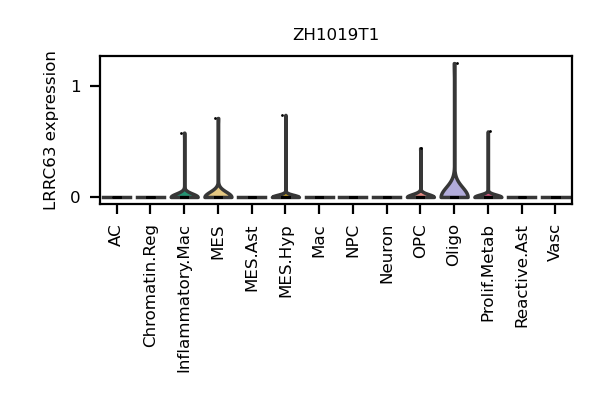 ZH1019T1
LRRC63 expression
1
0
AC
Chromatin.Reg
Inflammatory.Mac
MES
MES.Ast
MES.Hyp
Mac
NPC
Neuron
OPC
Oligo
Prolif.Metab
Reactive.Ast
Vasc